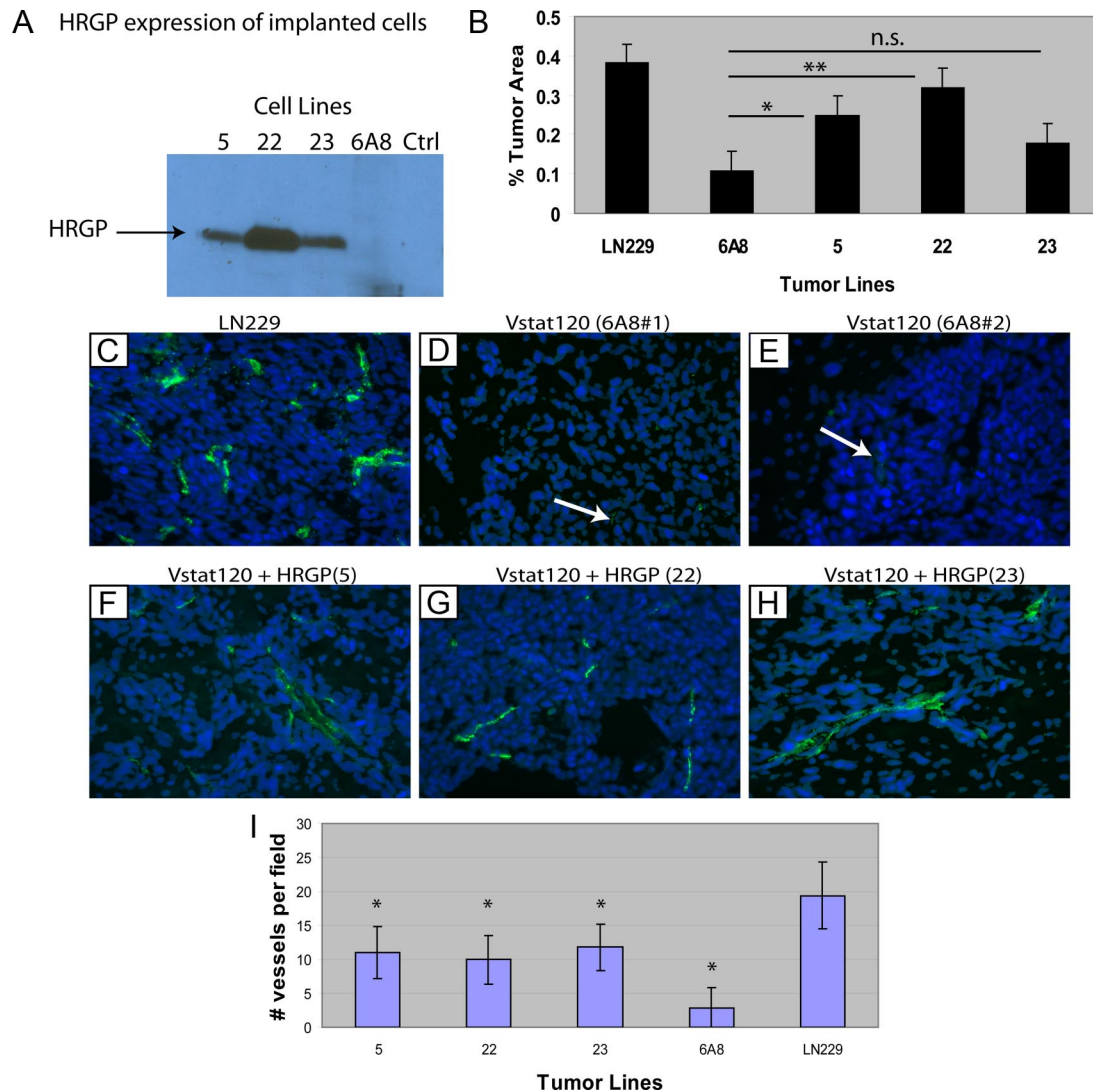 A HRGP expression of implanted cells
Cell Lines
5 22 23 6A8 Ctrl
HRGP
B
n.s.
**
*
% Tumor Area
0.4
0.3
0.2
0.1
0
LN229 6A8 5 22 23
Tumor Lines
LN229
Vstat120 (6A8#1)
Vstat120 (6A8#2)
C
D
E
Vstat120 + HRGP(5)
Vstat120 + HRGP (22)
Vstat120 + HRGP(23)
F
G
H
I
# vessels per field
30
25
20
15
10
5
0
* * * *
5 22 23 6A8 LN229
Tumor Lines